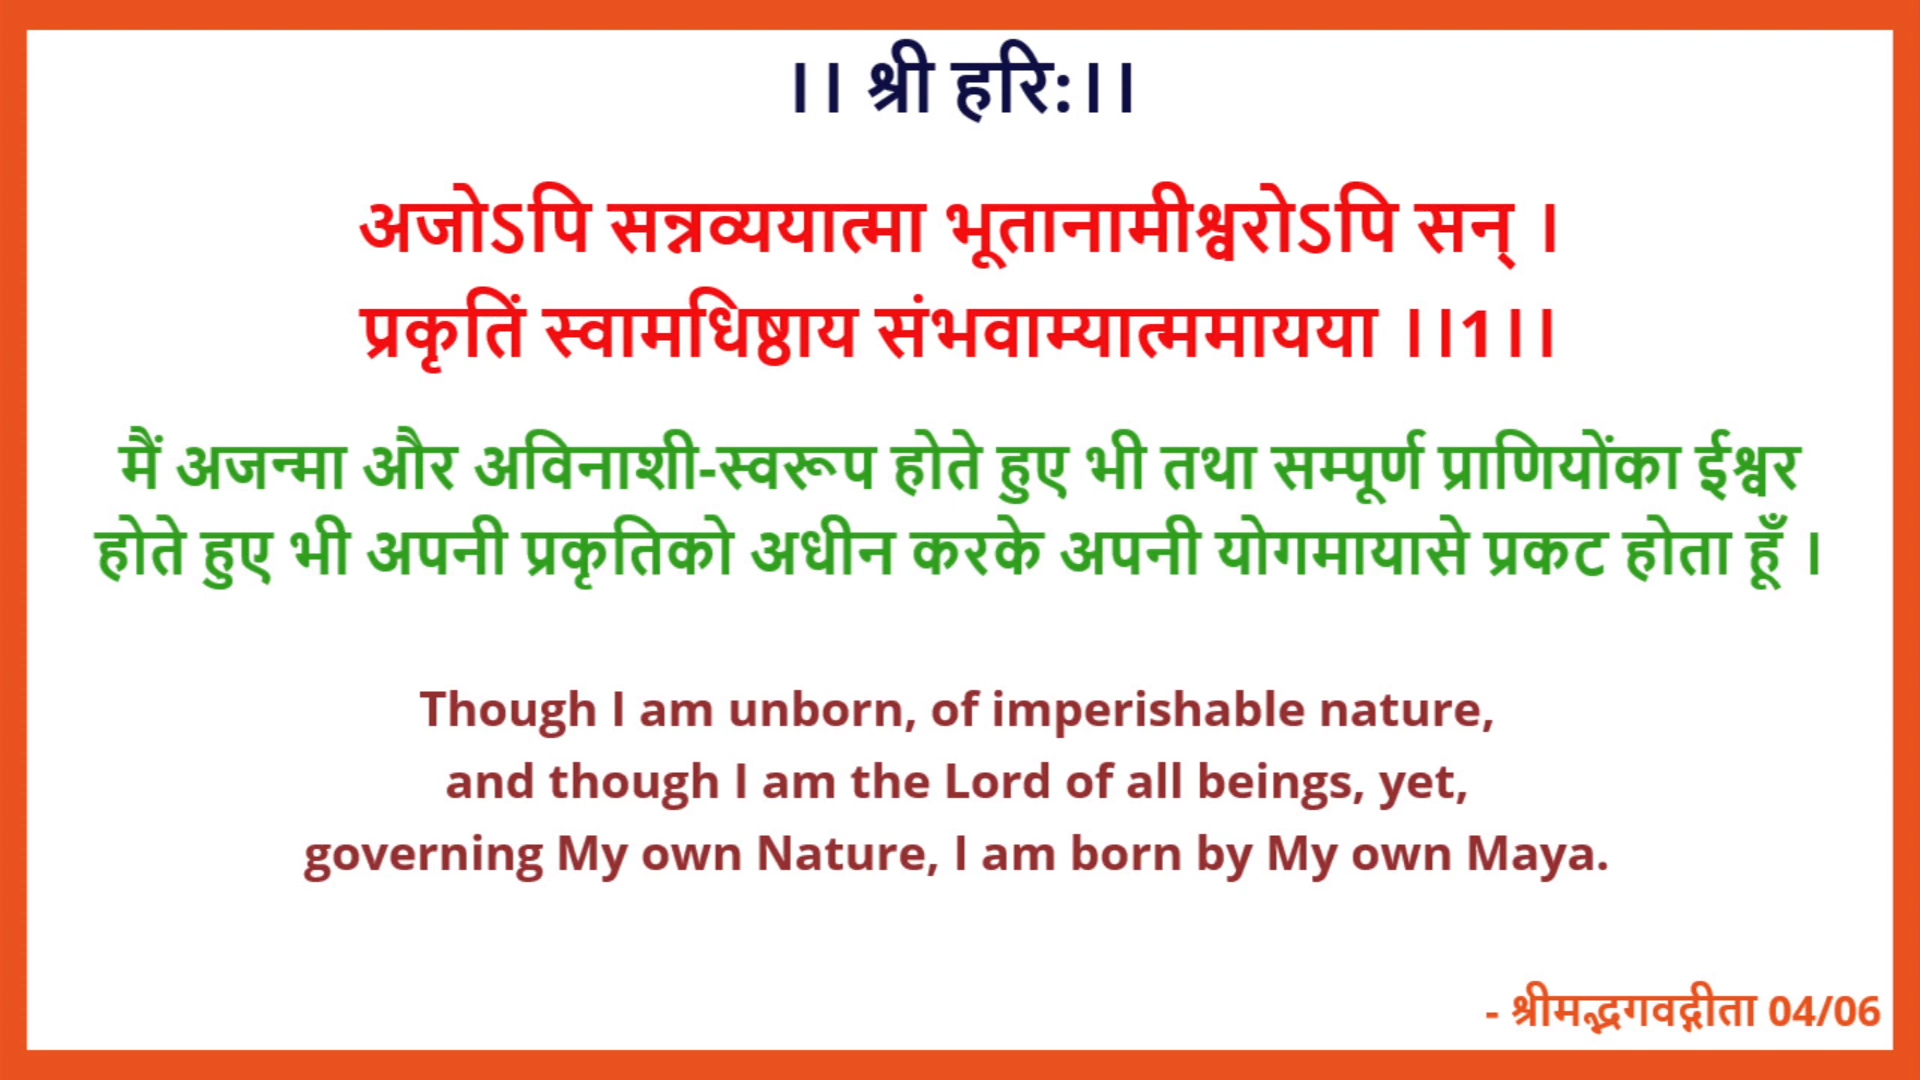 ।। श्री हरि:।।
अजोऽपि सन्नव्ययात्मा भूतानामीश्वरोऽपि सन् ।
प्रकृतिं स्वामधिष्ठाय संभवाम्यात्ममायया ।।1।।
मैं अजन्मा और अविनाशी-स्वरूप होते हुए भी तथा सम्पूर्ण प्राणियोंका ईश्वर
होते हुए भी अपनी प्रकृतिको अधीन करके अपनी योगमायासे प्रकट होता हूँ ।
Though I am unborn, of imperishable nature,
and though I am the Lord of all beings, yet,
governing My own Nature, I am born by My own Maya.
- श्रीमद्भगवद्गीता 04/06